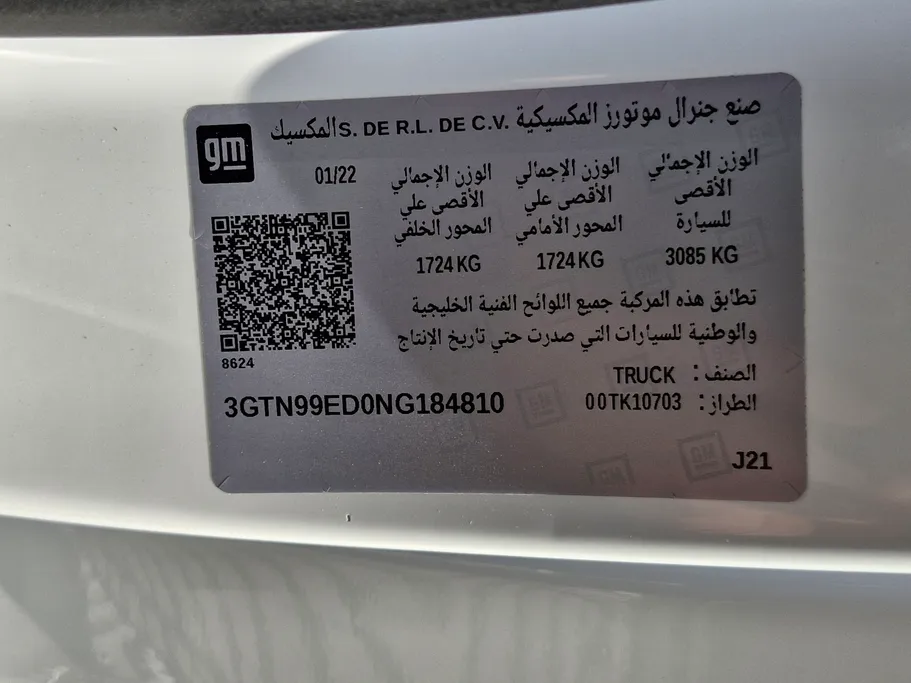 صنع جنرال موتورز المكسيكية S. DE R.L. DE C.V. المكسيك
gm
01/22
الوزن الإجمالي
الأقصى
للسيارة
3085 KG
الوزن الإجمالي
الأقصى علي
المحور الأمامي
1724 KG
الوزن الإجمالي
الأقصى علي
المحور الخلفي
1724 KG
تطابق هذه المركبة جميع اللوائح الفنية الخليجية
والوطنية للسيارات التي صدرت حتي تاريخ الإنتاج
8624
الصنف: TRUCK
الطراز: 00TK10703
3GTN99ED0NG184810
J21